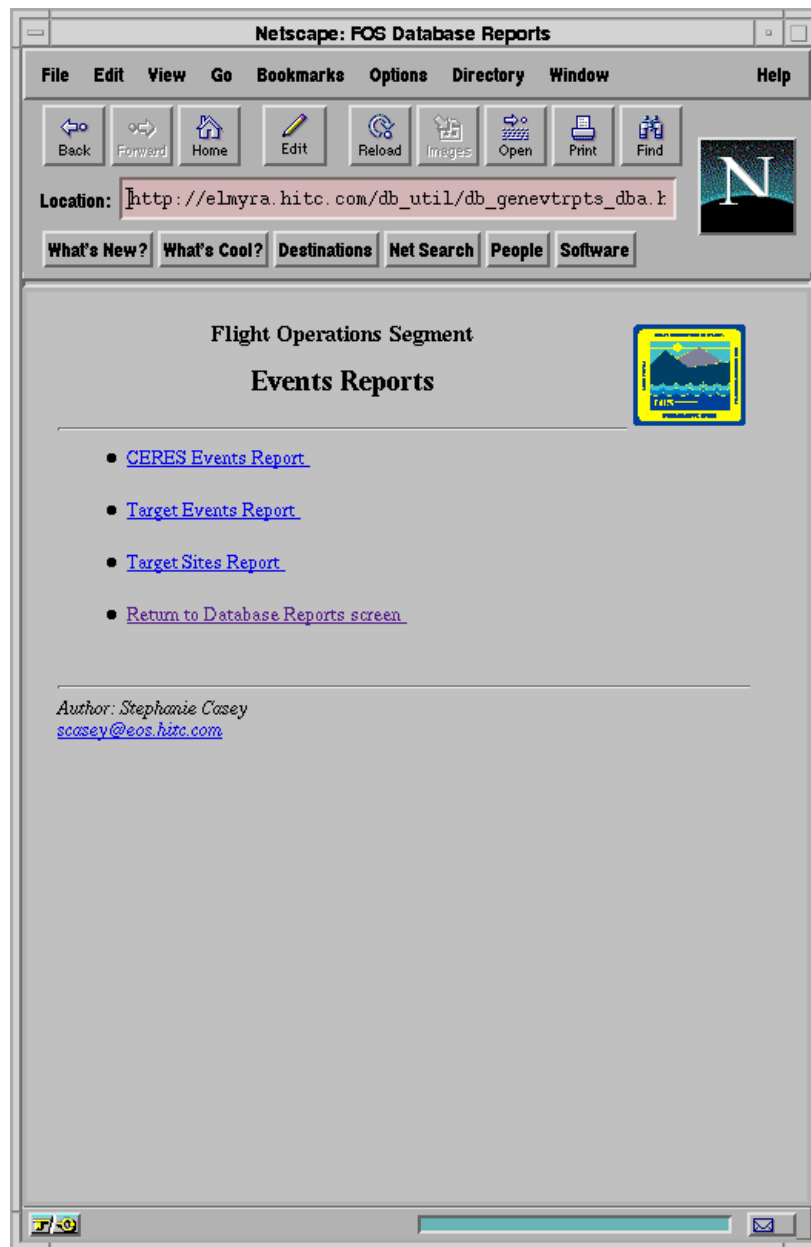 Netscape: FOS Database Reports
File Edit View Go Bookmarks Options Directory Window Help
Back Forward Home Edit Reload Images Open Print Find
N
Location: http://elmyra.hitc.com/db_util/db_genevtrpts_dba.h
What's New? What's Cool? Destinations Net Search People Software
Flight Operations Segment
Events Reports
CERES Events Report
Target Events Report
Target Sites Report
Return to Database Reports screen
Author: Stephanie Casey
scasey@eos.hitc.com